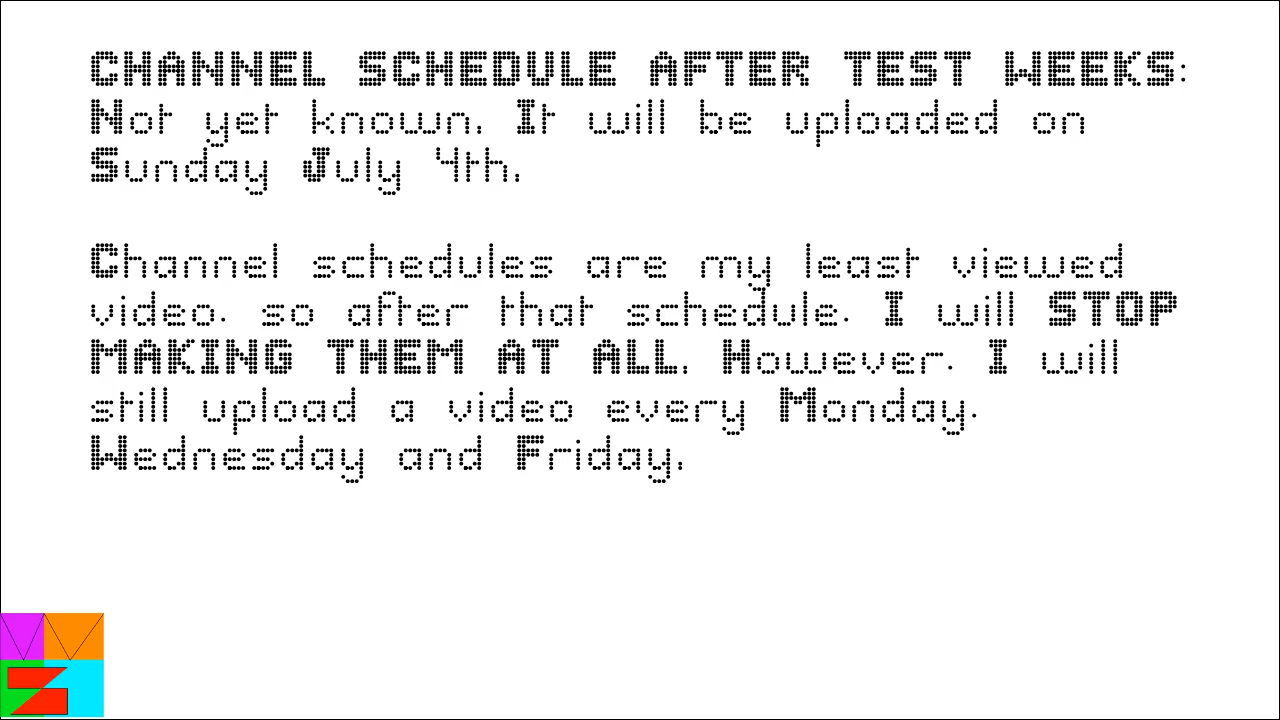 CHANNEL SCHEDULE AFTER TEST WEEKS:
Not yet known. It will be uploaded on
Sunday July 4th.
Channel schedules are my least viewed
video, so after that schedule, I will STOP
MAKING THEM AT ALL. However, I will
still upload a video every Monday,
Wednesday and Friday.